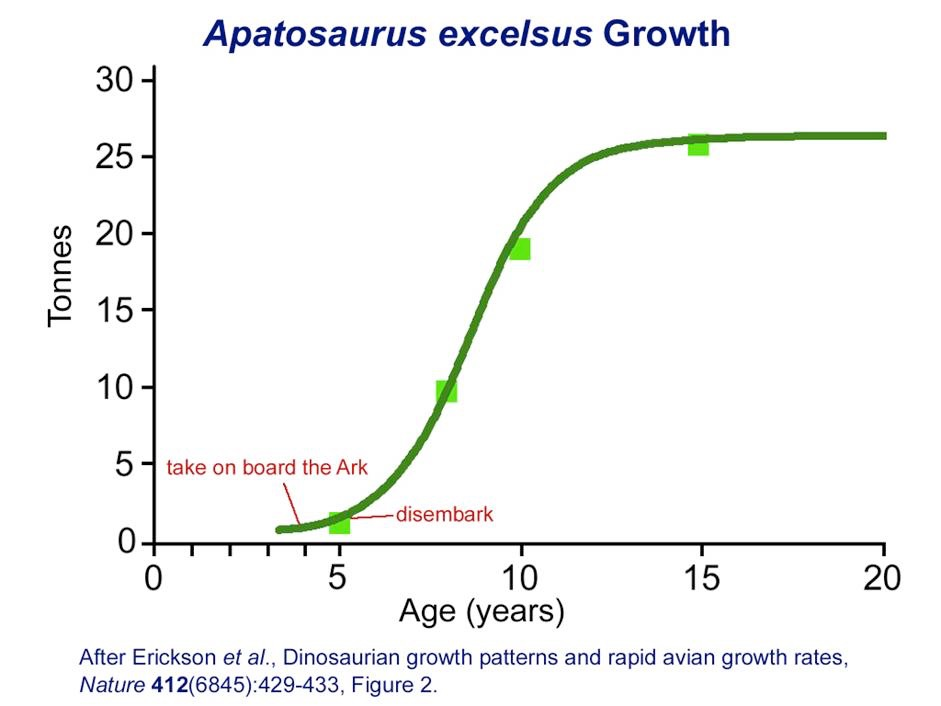 Apatosaurus excelsus Growth
30
25
20
15
10
5
0
Tonnes
take on board the Ark
disembark
0 5 10 15 20
Age (years)
After Erickson et al., Dinosaurian growth patterns and rapid avian growth rates,
Nature 412(6845):429-433, Figure 2.